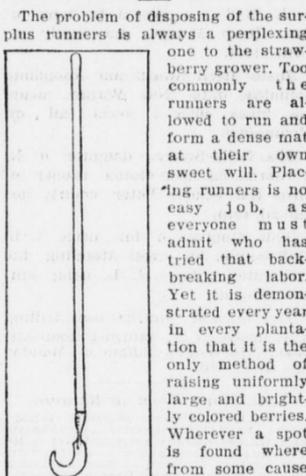 The problem of disposing of the sur-
plus runners is always a perplexing
one to the straw-
berry grower. Too
commonly the
runners are al-
lowed to run and
form a dense mat
at their own
sweet will. Plac-
ing runners is no
easy job, as
everyone must
admit who has
tried that back-
breaking labor.
Yet it is demon-
strated every year
in every planta-
tion that it is the
only method of
raising uniformly
large and bright-
ly colored berries.
Wherever a spot
is found where
from some cause